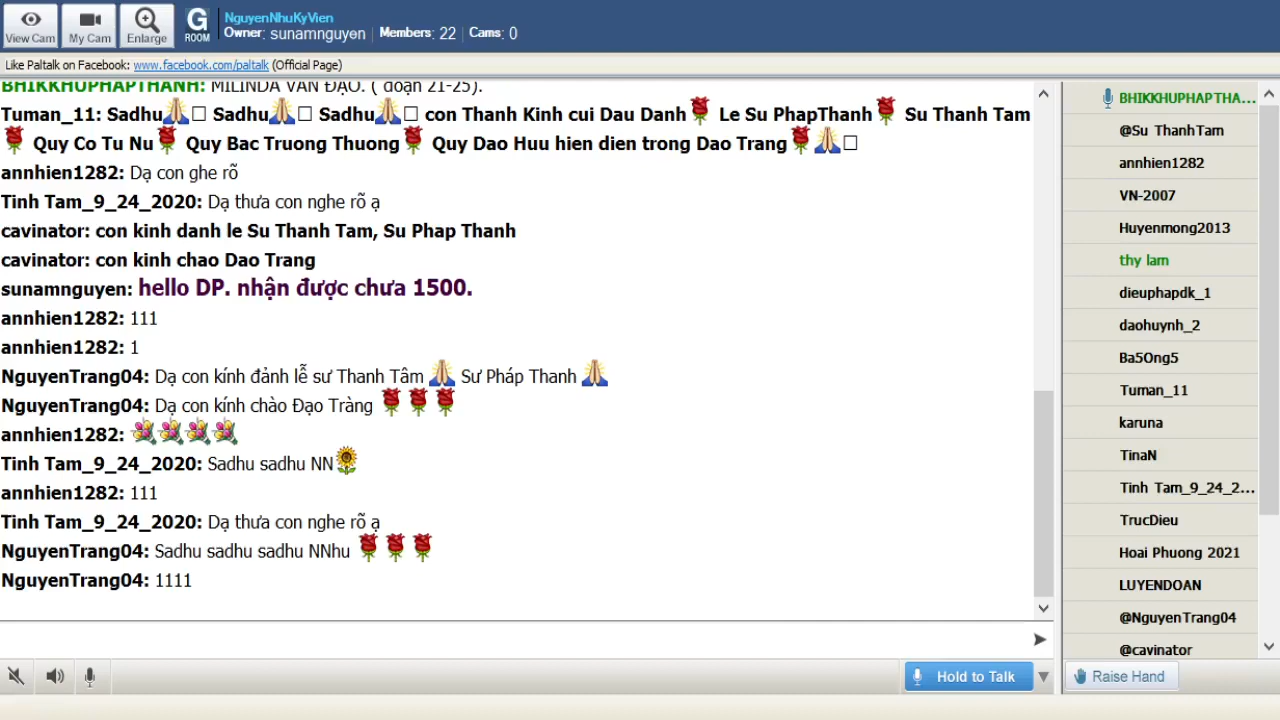 View Cam
My Cam
Enlarge
G
ROOM
NguyenNhuKyVien
Owner: sunamnguyen | Members: 22 | Cams: 0
Like Paltalk on Facebook: www.facebook.com/paltalk (Official Page)
BHIKKHUPHAPTHANH: MILINDA VẤN ĐẠO. ( đoạn 21-25).
Tuman_11: Sadhu🙏□ Sadhu🙏□ Sadhu🙏□ con Thanh Kinh cui Dau Danh🌹 Le Su PhapThanh🌹 Su Thanh Tam
🌹 Quy Co Tu Nu🌹 Quy Bac Truong Thuong🌹 Quy Dao Huu hien dien trong Dao Trang🌹🙏□
annhien1282: Dạ con ghe rõ
Tinh Tam_9_24_2020: Dạ thưa con nghe rõ ạ
cavinator: con kinh danh le Su Thanh Tam, Su Phap Thanh
cavinator: con kinh chao Dao Trang
sunamnguyen: hello DP. nhận được chưa 1500.
annhien1282: 111
annhien1282: 1
NguyenTrang04: Dạ con kính đảnh lễ sư Thanh Tâm 🙏 Sư Pháp Thanh 🙏
NguyenTrang04: Dạ con kính chào Đạo Tràng 🌹🌹🌹
annhien1282: 💐💐💐💐
Tinh Tam_9_24_2020: Sadhu sadhu NN🌻
annhien1282: 111
Tinh Tam_9_24_2020: Dạ thưa con nghe rõ ạ
NguyenTrang04: Sadhu sadhu sadhu NNhu 🌹🌹🌹
NguyenTrang04: 1111
Hold to Talk
BHIKKHUPHAPTHA...
@Su ThanhTam
annhien1282
VN-2007
Huyenmong2013
thy lam
dieuphapdk_1
daohuynh_2
Ba5Ong5
Tuman_11
karuna
TinaN
Tinh Tam_9_24_2...
TrucDieu
Hoai Phuong 2021
LUYENDOAN
@NguyenTrang04
@cavinator
Raise Hand